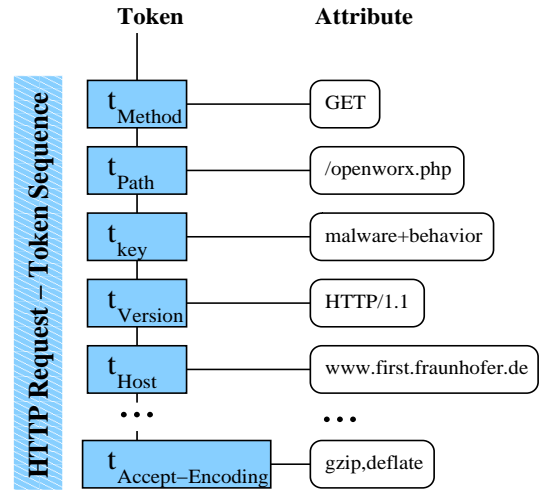 Token Attribute
HTTP Request – Token Sequence
t_Method GET
t_Path /openworx.php
t_key malware+behavior
t_Version HTTP/1.1
t_Host www.first.fraunhofer.de
... ...
t_Accept−Encoding gzip,deflate